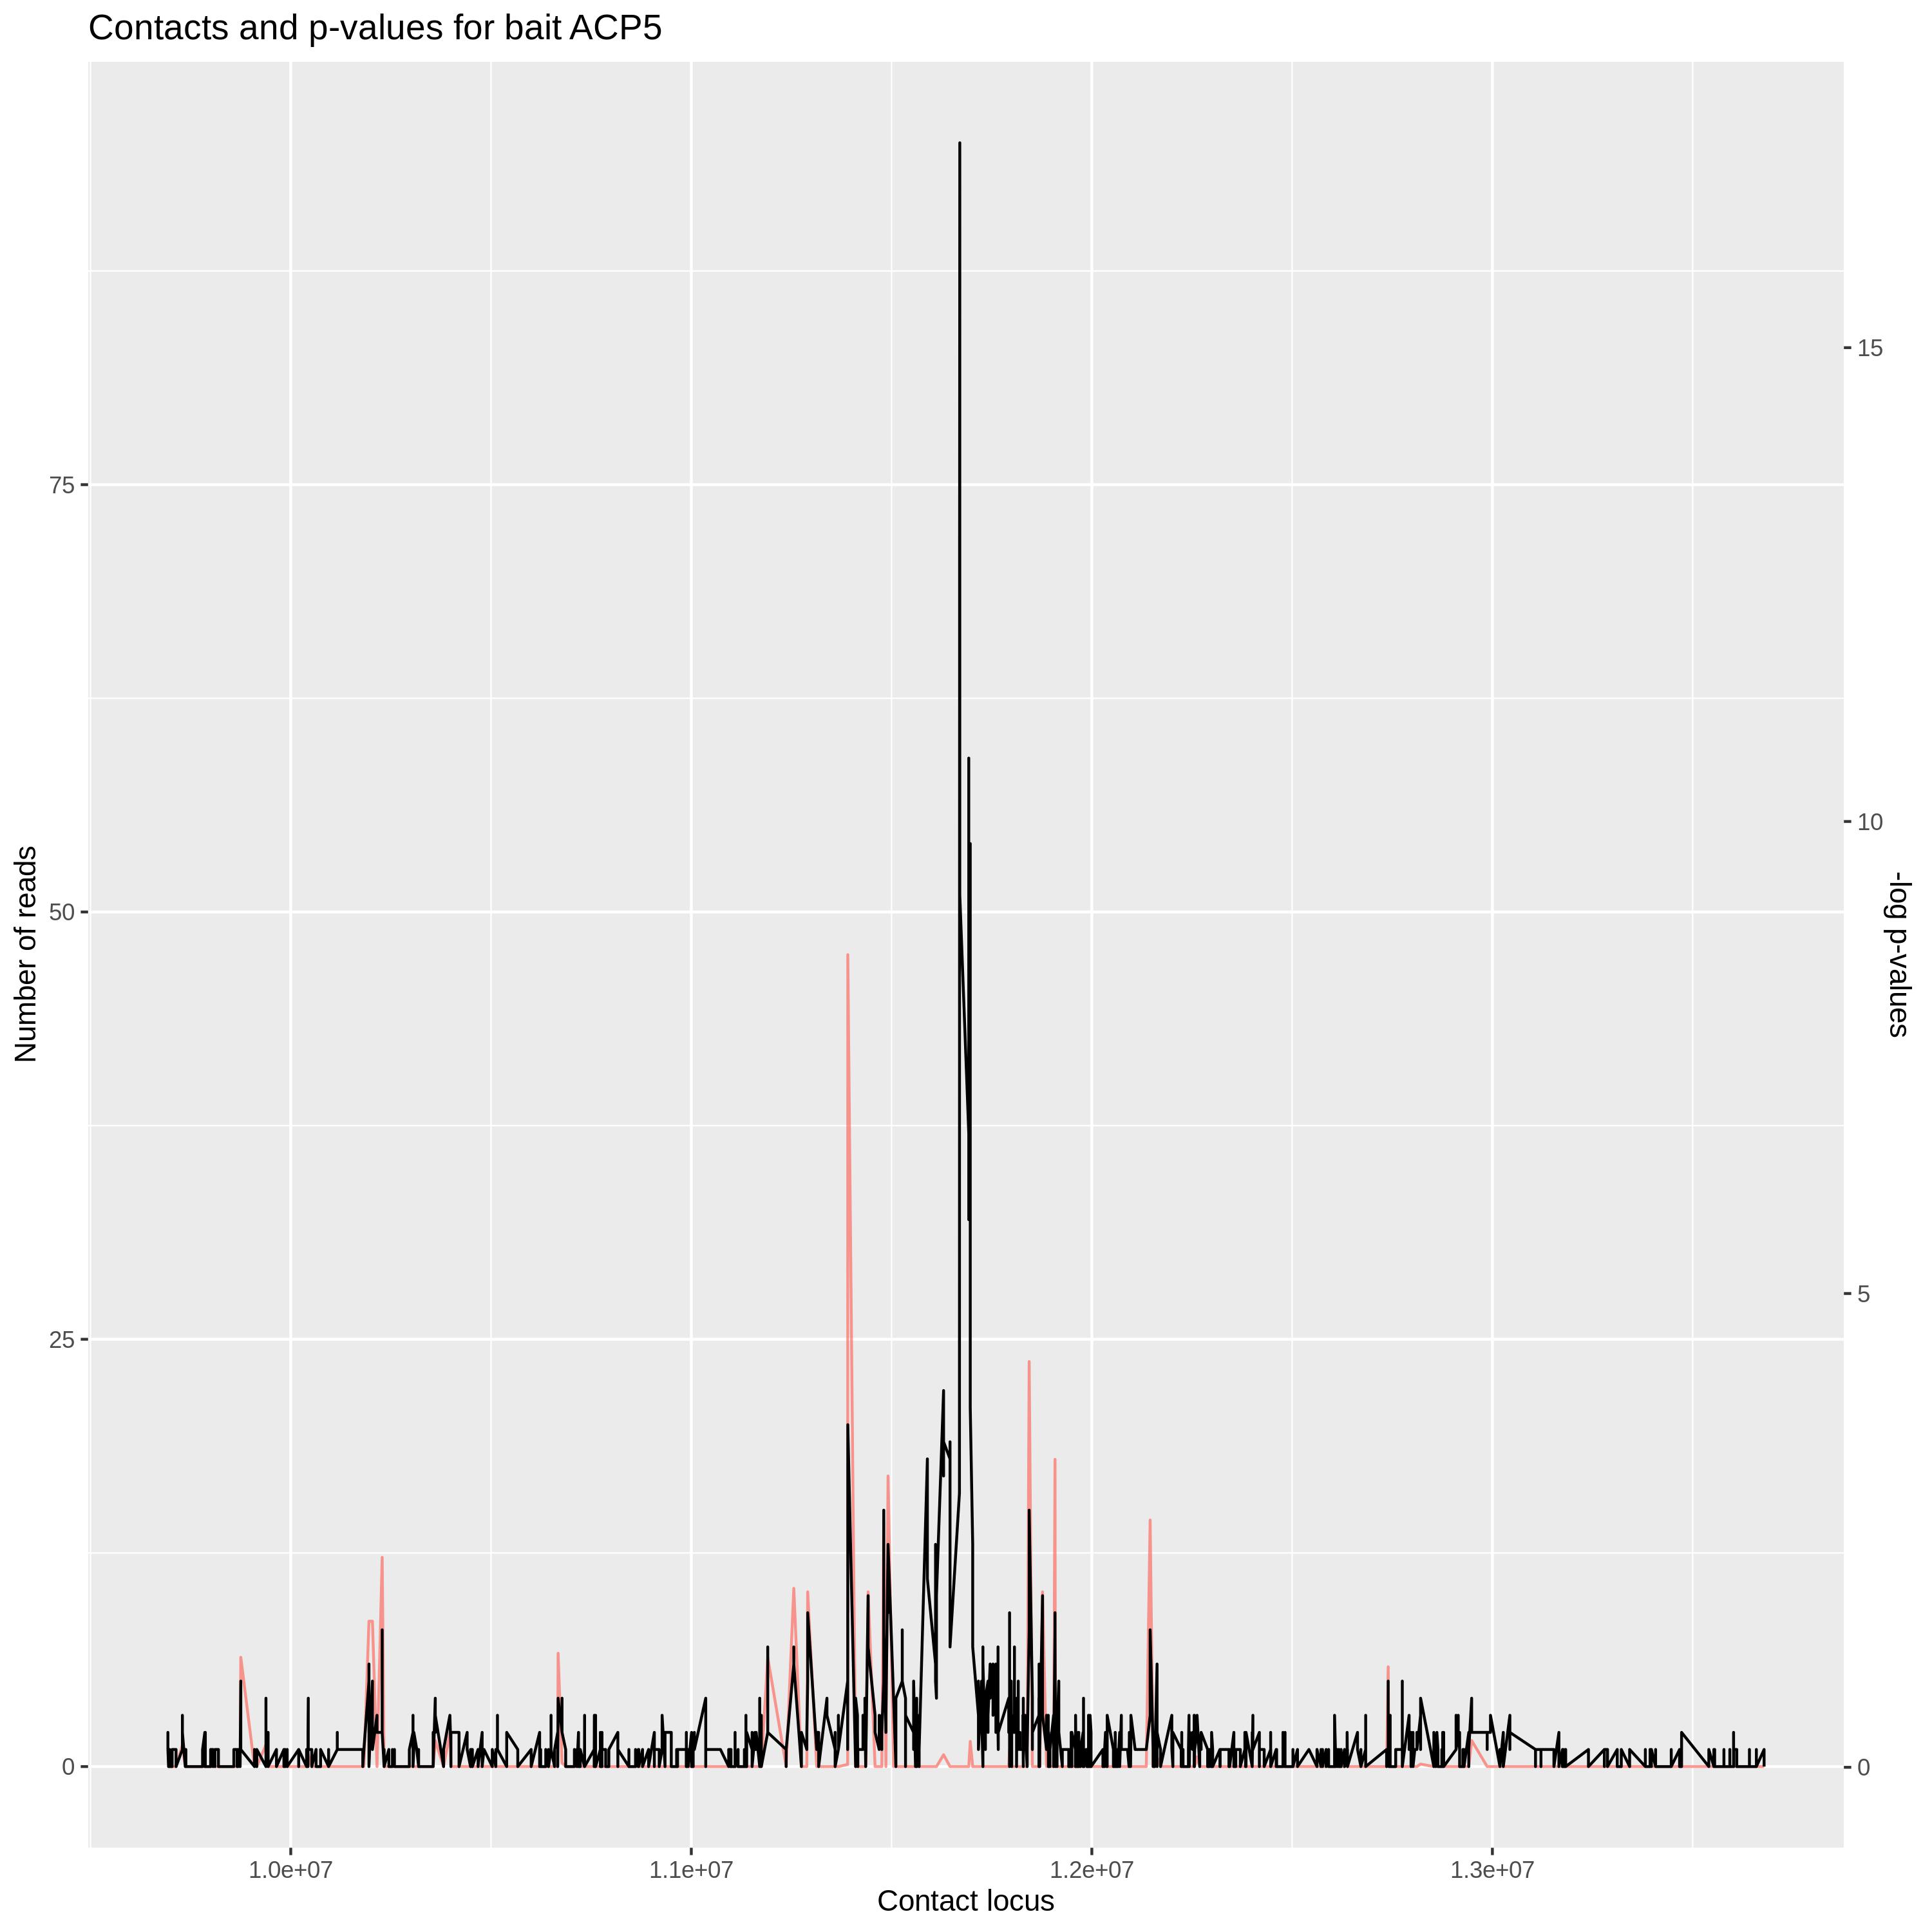 Contacts and p-values for bait ACP5
Number of reads
75
50
25
0
15
10
5
0
-log p-values
1.0e+07
1.1e+07
1.2e+07
1.3e+07
Contact locus